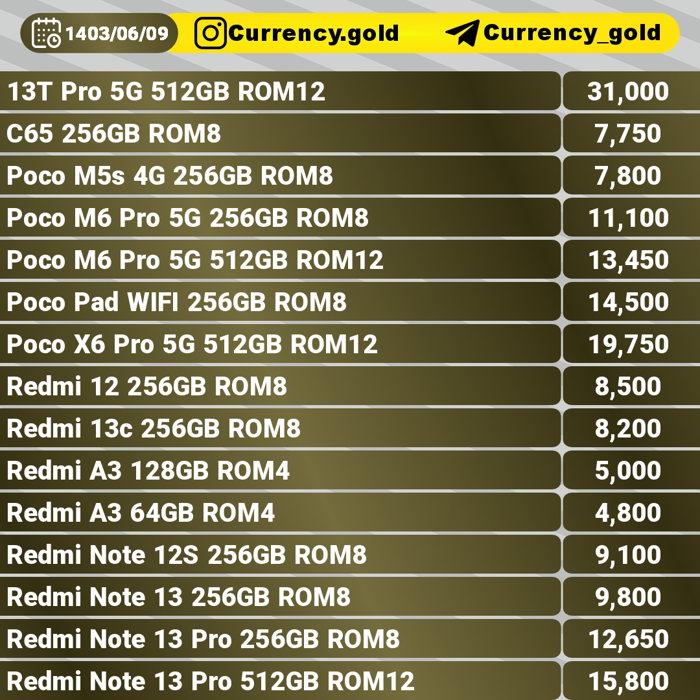 1403/06/09 Currency.gold Currency_gold
13T Pro 5G 512GB ROM12 31,000
C65 256GB ROM8 7,750
Poco M5s 4G 256GB ROM8 7,800
Poco M6 Pro 5G 256GB ROM8 11,100
Poco M6 Pro 5G 512GB ROM12 13,450
Poco Pad WIFI 256GB ROM8 14,500
Poco X6 Pro 5G 512GB ROM12 19,750
Redmi 12 256GB ROM8 8,500
Redmi 13c 256GB ROM8 8,200
Redmi A3 128GB ROM4 5,000
Redmi A3 64GB ROM4 4,800
Redmi Note 12S 256GB ROM8 9,100
Redmi Note 13 256GB ROM8 9,800
Redmi Note 13 Pro 256GB ROM8 12,650
Redmi Note 13 Pro 512GB ROM12 15,800